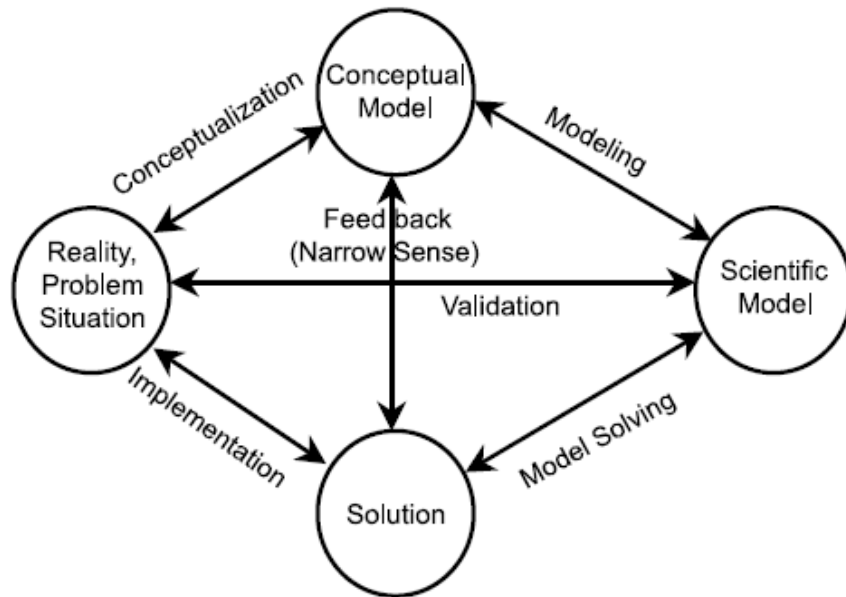 Conceptual
Model
Conceptualization
Modeling
Feed back
(Narrow Sense)
Reality,
Problem
Situation
Scientific
Model
Validation
Implementation
Model Solving
Solution